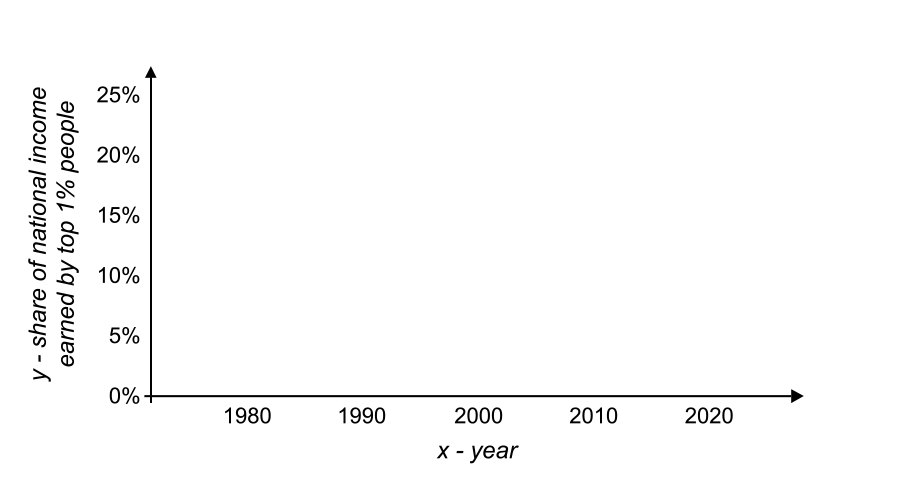 y - share of national income
earned by top 1% people
25%
20%
15%
10%
5%
0%
1980 1990 2000 2010 2020
x - year